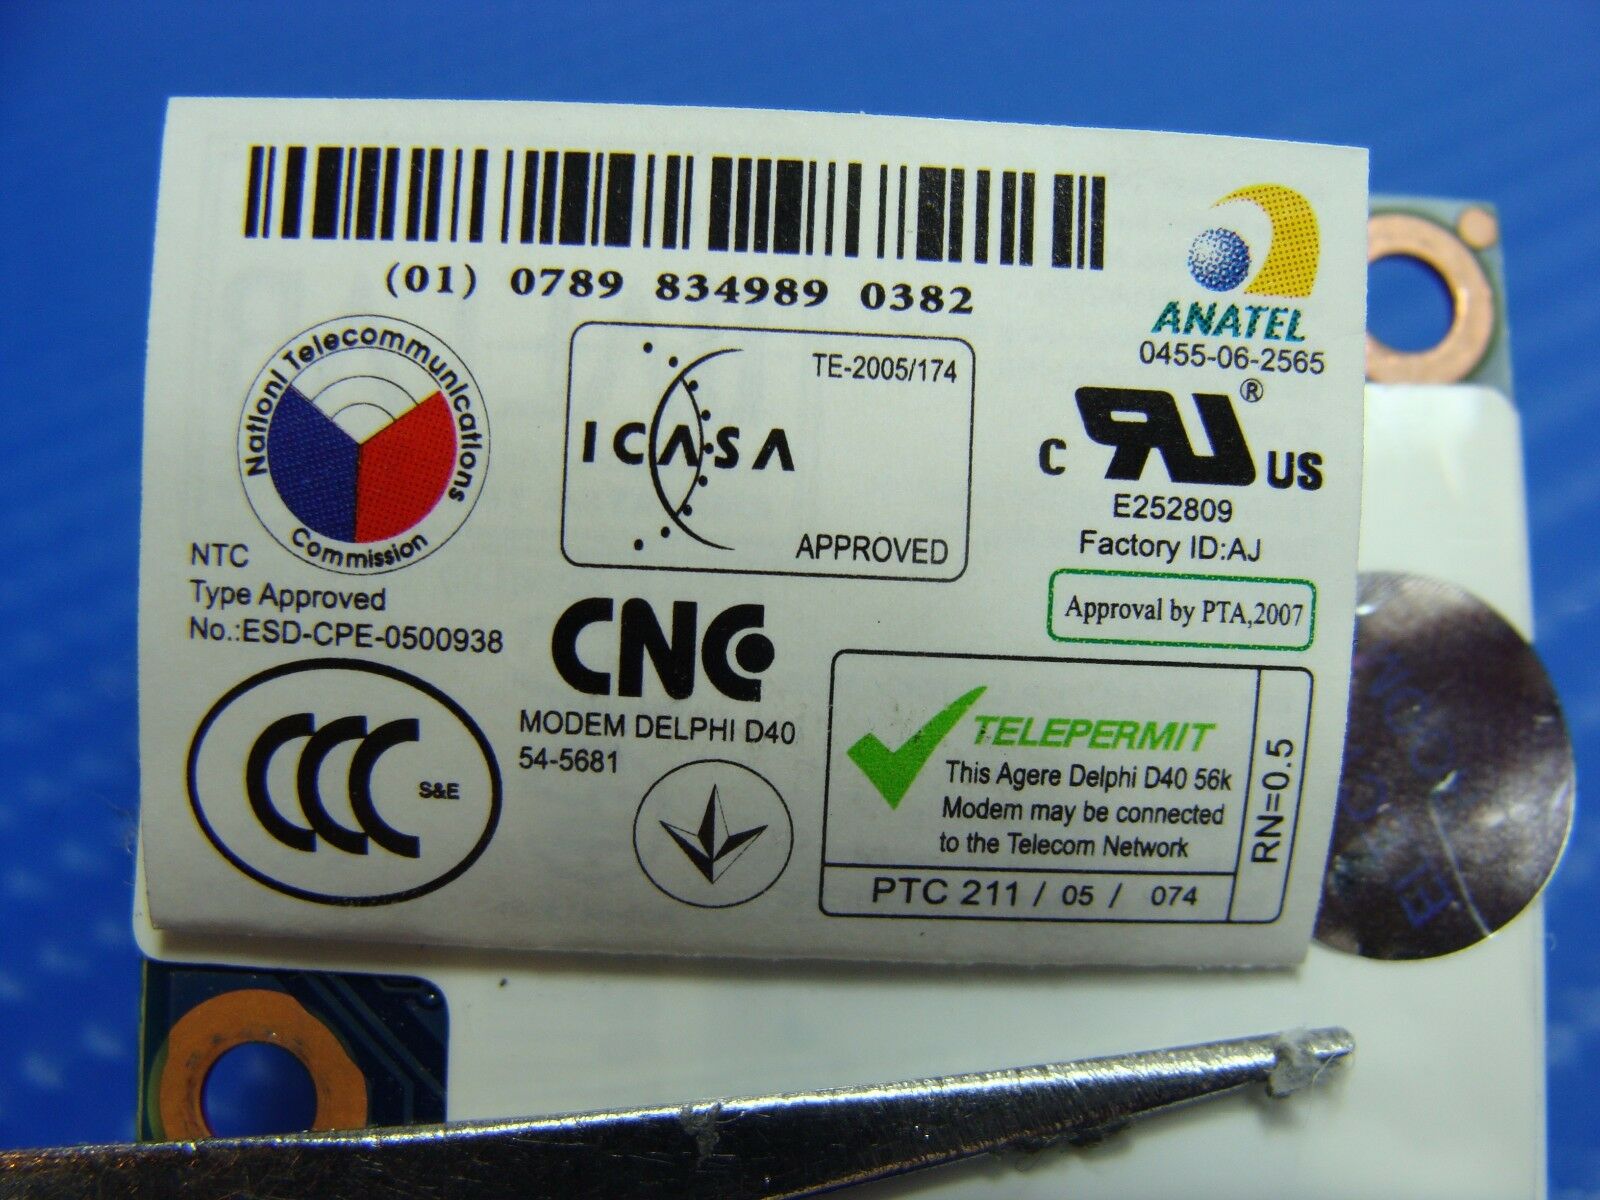 (01) 0789 834989 0382
ANATEL
0455-06-2565
Nationl Telecommunications
Commission
NTC
Type Approved
No.:ESD-CPE-0500938
TE-2005/174
ICASA
APPROVED
C RU ® US
E252809
Factory ID:AJ
Approval by PTA,2007
CNC
MODEM DELPHI D40
54-5681
CCC S&E
TELEPERMIT
This Agere Delphi D40 56k
Modem may be connected
to the Telecom Network
PTC 211 / 05 / 074
RN=0.5